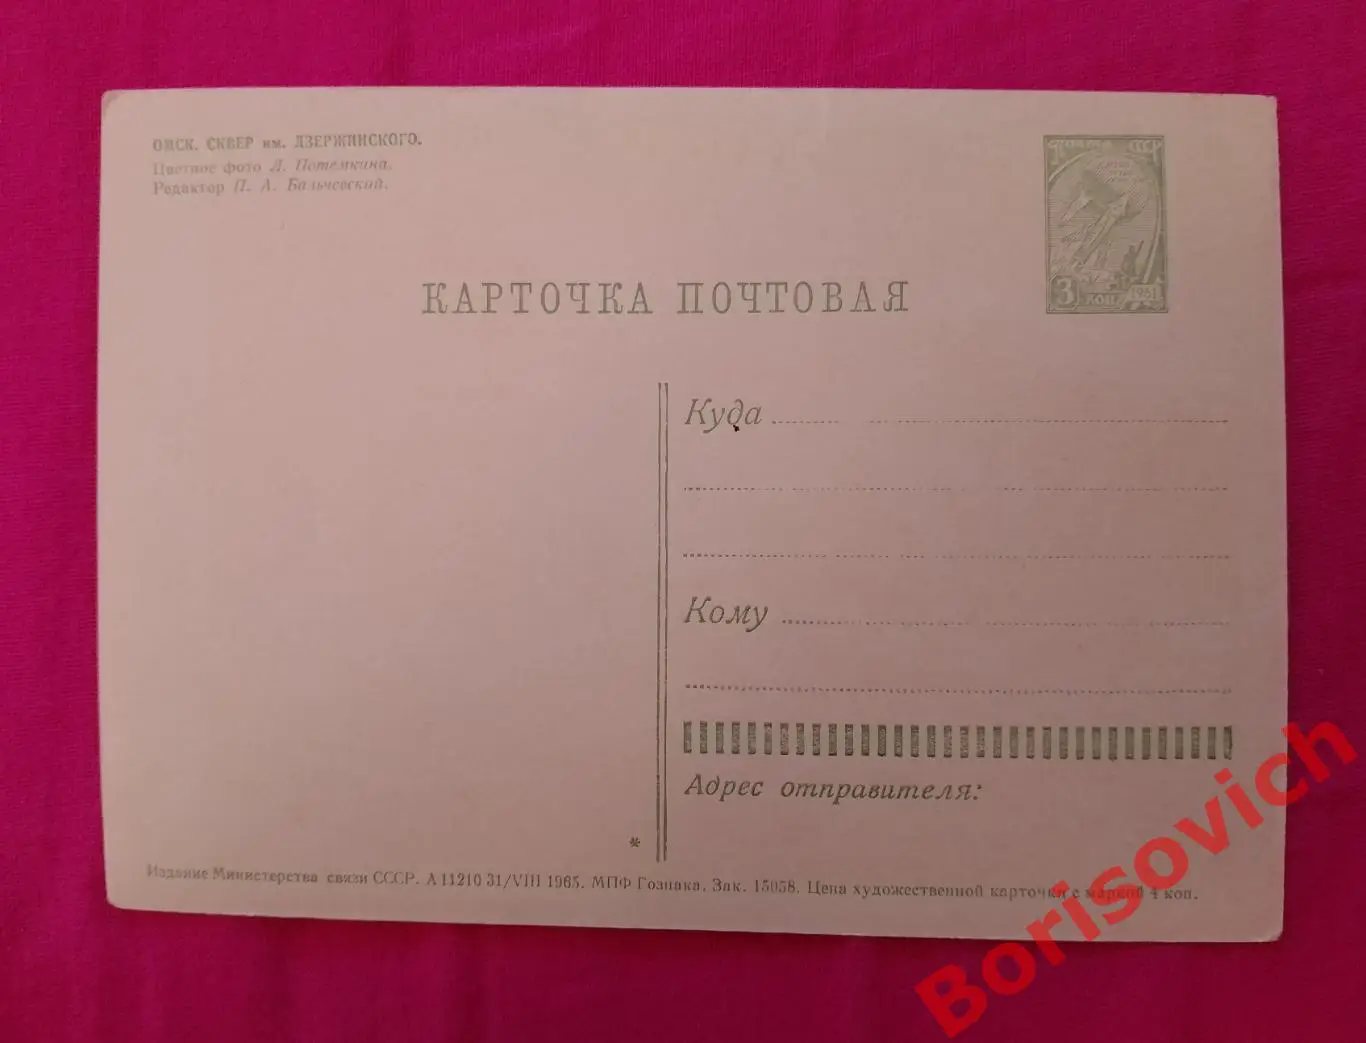 ОМСК. СКВЕР им. ДЗЕРЖИНСКОГО.
Цветное фото Л. Потемкина.
Редактор П. А. Бальчевский.
ПОЧТА СССР
3 КОП 1961
КАРТОЧКА ПОЧТОВАЯ
Куда
Кому
Адрес отправителя:
*
Издание Министерства связи СССР. А 11210 31/VIII 1965. МПФ Гознака. Зак. 15058. Цена художественной карточки с маркой 4 коп.
Borisovich